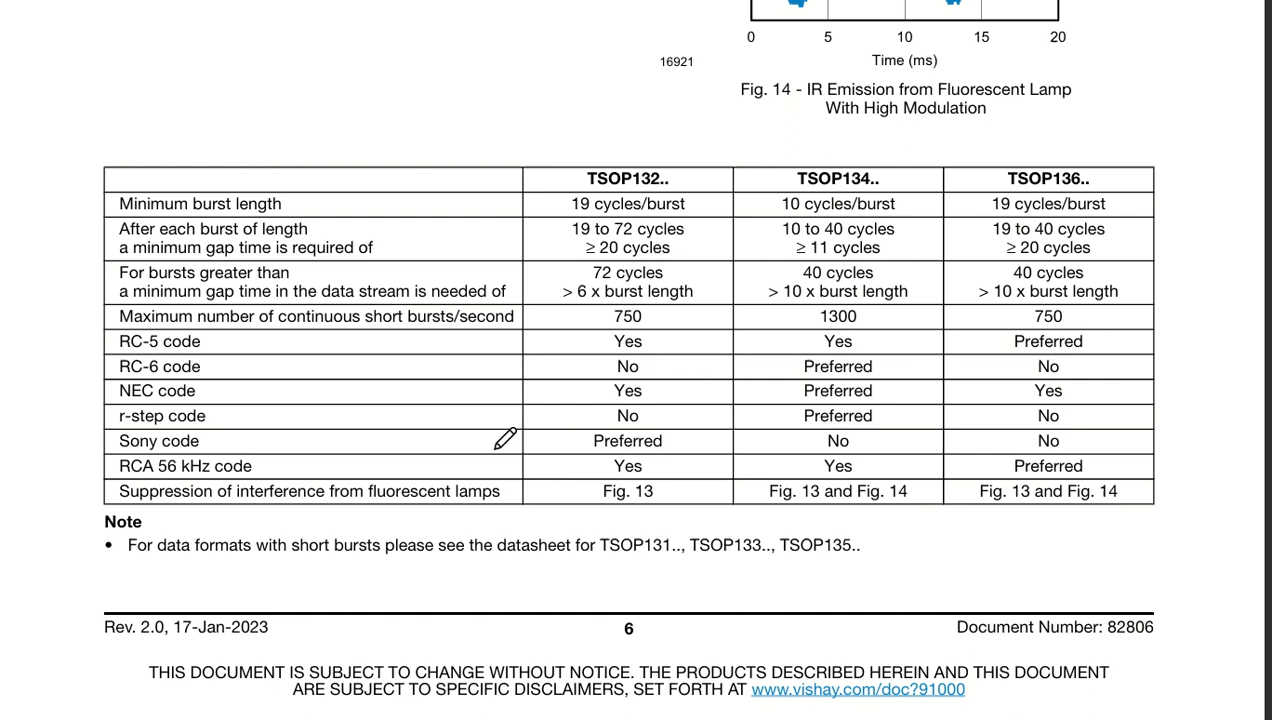 0 5 10 15 20
Time (ms)
16921
Fig. 14 - IR Emission from Fluorescent Lamp
With High Modulation
TSOP132.. TSOP134.. TSOP136..
Minimum burst length 19 cycles/burst 10 cycles/burst 19 cycles/burst
After each burst of length 19 to 72 cycles 10 to 40 cycles 19 to 40 cycles
a minimum gap time is required of ≥ 20 cycles ≥ 11 cycles ≥ 20 cycles
For bursts greater than 72 cycles 40 cycles 40 cycles
a minimum gap time in the data stream is needed of > 6 x burst length > 10 x burst length > 10 x burst length
Maximum number of continuous short bursts/second 750 1300 750
RC-5 code Yes Yes Preferred
RC-6 code No Preferred No
NEC code Yes Preferred Yes
r-step code No Preferred No
Sony code Preferred No No
RCA 56 kHz code Yes Yes Preferred
Suppression of interference from fluorescent lamps Fig. 13 Fig. 13 and Fig. 14 Fig. 13 and Fig. 14
Note
• For data formats with short bursts please see the datasheet for TSOP131.., TSOP133.., TSOP135..
Rev. 2.0, 17-Jan-2023 6 Document Number: 82806
THIS DOCUMENT IS SUBJECT TO CHANGE WITHOUT NOTICE. THE PRODUCTS DESCRIBED HEREIN AND THIS DOCUMENT
ARE SUBJECT TO SPECIFIC DISCLAIMERS, SET FORTH AT www.vishay.com/doc?91000